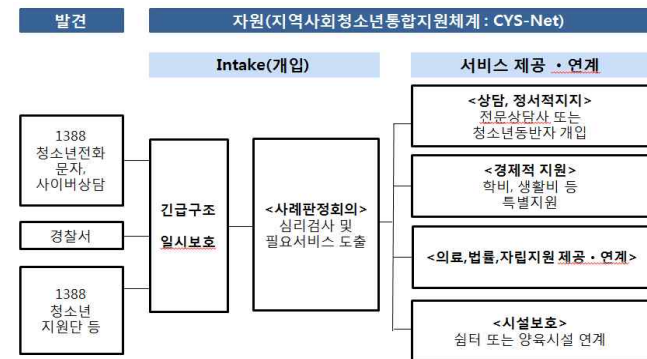 발견
자원(지역사회청소년통합지원체계 : CYS-Net)
Intake(개입)
서비스 제공 ・연계
1388
청소년전화
문자,
사이버상담
경찰서
1388
청소년
지원단 등
긴급구조
일시보호
<사례판정회의>
심리검사 및
필요서비스 도출
<상담, 정서적지지>
전문상담사 또는
청소년동반자 개입
<경제적 지원>
학비, 생활비 등
특별지원
<의료,법률,자립지원 제공・연계>
<시설보호>
쉼터 또는 양육시설 연계